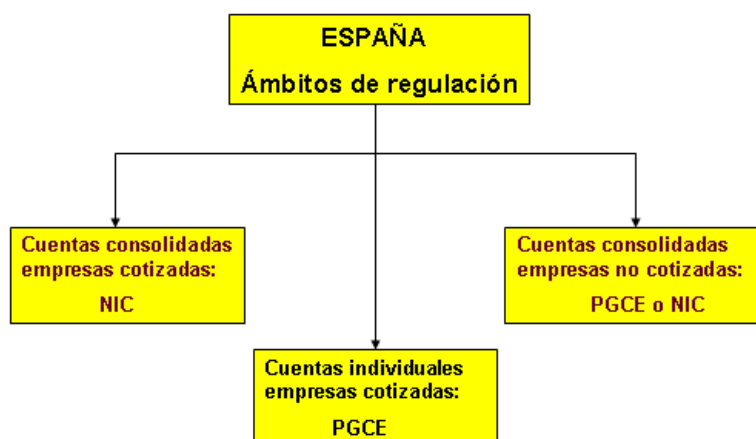 ESPAÑA
Ámbitos de regulación
Cuentas consolidadas
empresas cotizadas:
NIC
Cuentas consolidadas
empresas no cotizadas:
PGCE o NIC
Cuentas individuales
empresas cotizadas:
PGCE